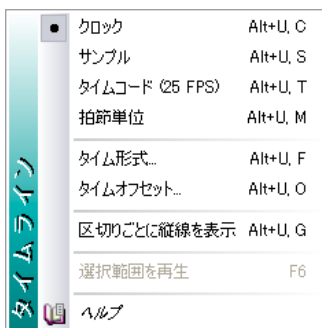 クロック Alt+U, C
サンプル Alt+U, S
タイムコード (25 FPS) Alt+U, T
拍節単位 Alt+U, M
タイム形式... Alt+U, F
タイムオフセット... Alt+U, O
区切りごとに縦線を表示 Alt+U, G
選択範囲を再生 F6
ヘルプ
タイムライン